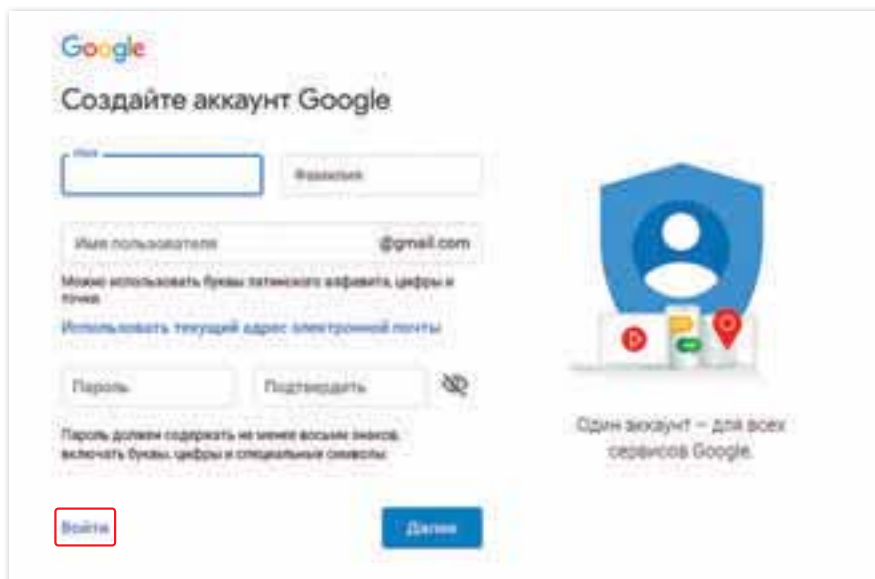 Google
Создайте аккаунт Google
Имя
Фамилия
Имя пользователя @gmail.com
Можно использовать буквы латинского алфавита, цифры и
точки.
Использовать текущий адрес электронной почты
Пароль
Подтвердить
Пароль должен содержать не менее восьми знаков,
включать буквы, цифры и специальные символы
Один аккаунт – для всех
сервисов Google.
Войти
Далее